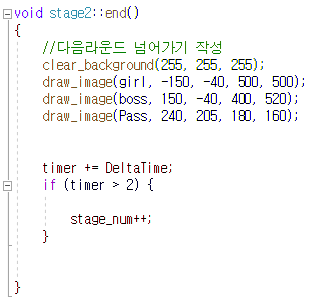 void stage2::end()
{
//다음라운드 넘어가기 작성
clear_background(255, 255, 255);
draw_image(girl, -150, -40, 500, 500);
draw_image(boss, 150, -40, 400, 520);
draw_image(Pass, 240, 205, 180, 160);
timer += DeltaTime;
if (timer > 2) {
stage_num++;
}
}